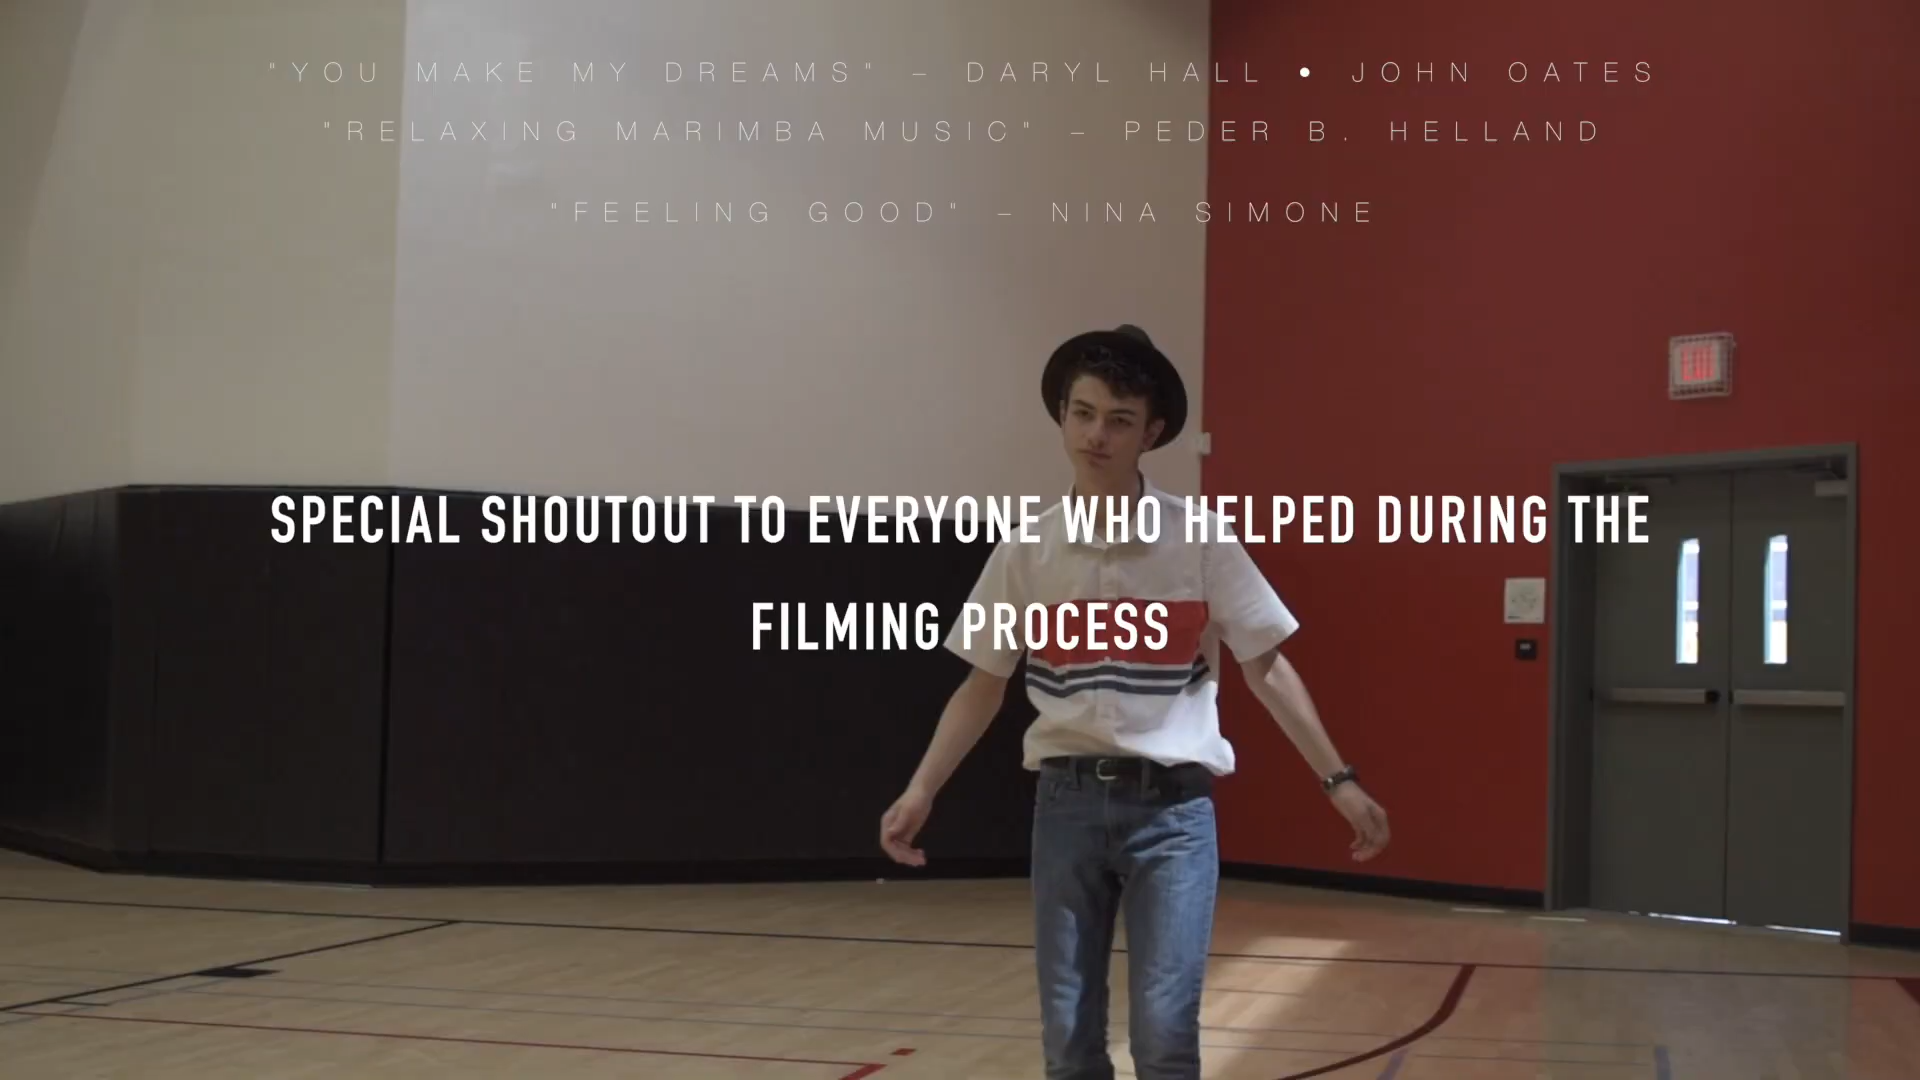 "YOU MAKE MY DREAMS" – DARYL HALL • JOHN OATES
"RELAXING MARIMBA MUSIC" – PEDER B. HELLAND
"FEELING GOOD" – NINA SIMONE
EXIT
SPECIAL SHOUTOUT TO EVERYONE WHO HELPED DURING THE
FILMING PROCESS